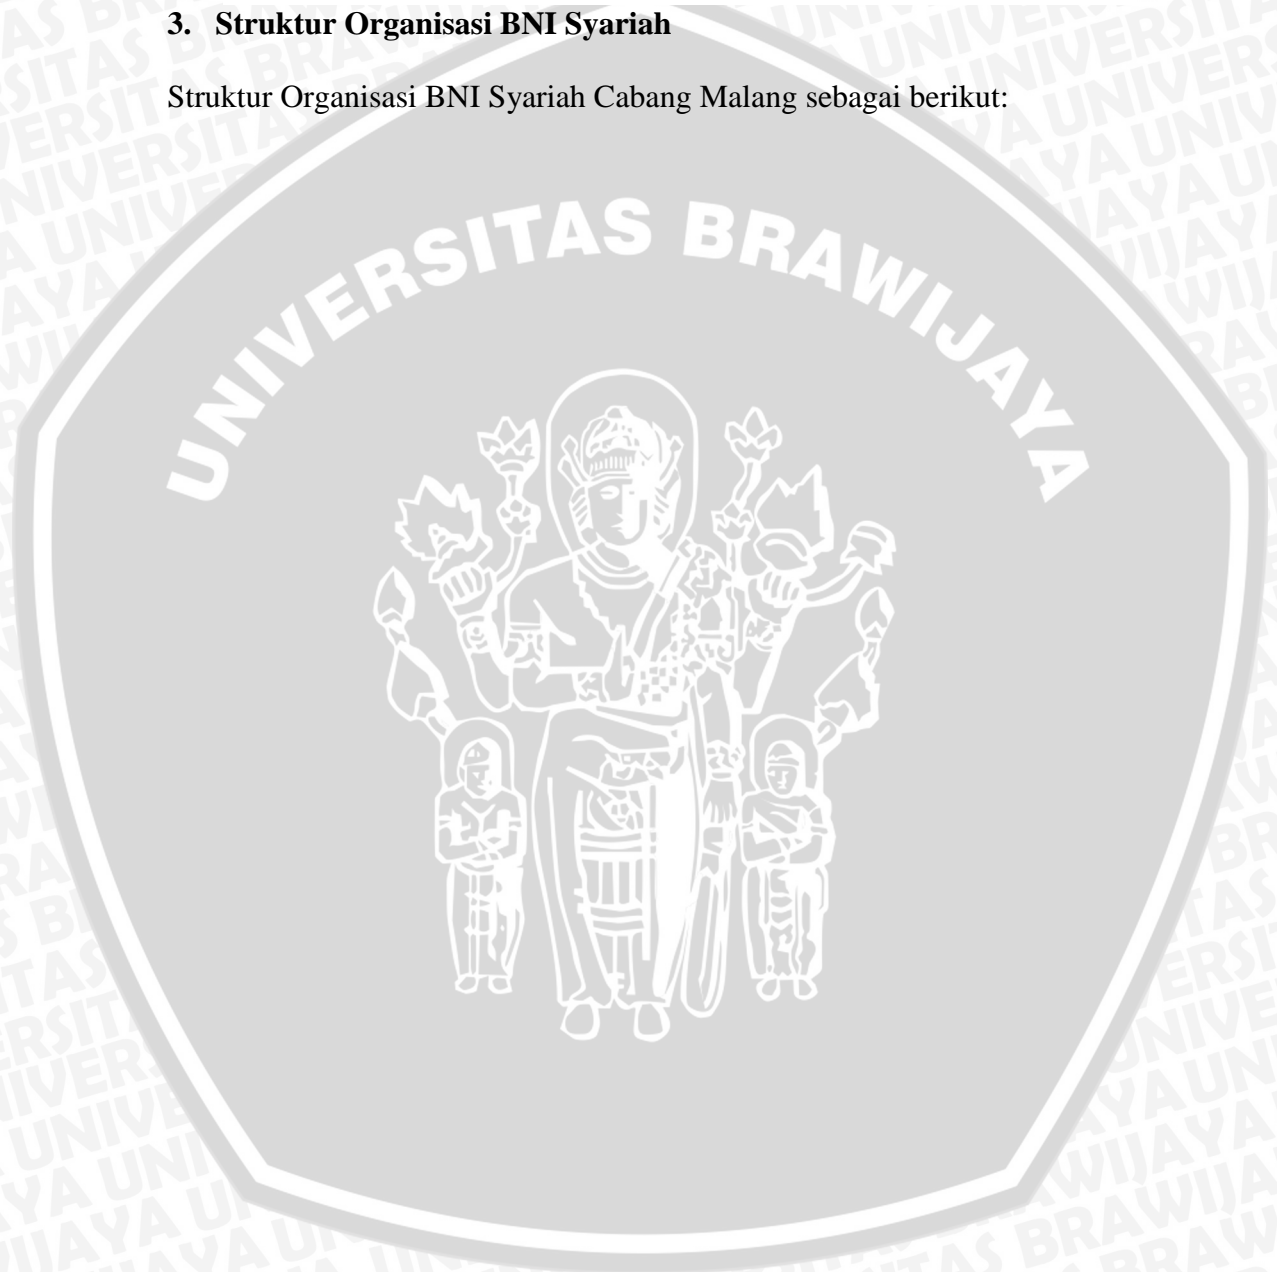 3. Struktur Organisasi BNI Syariah
Struktur Organisasi BNI Syariah Cabang Malang sebagai berikut:
UNIVERSITAS BRAWIJAYA